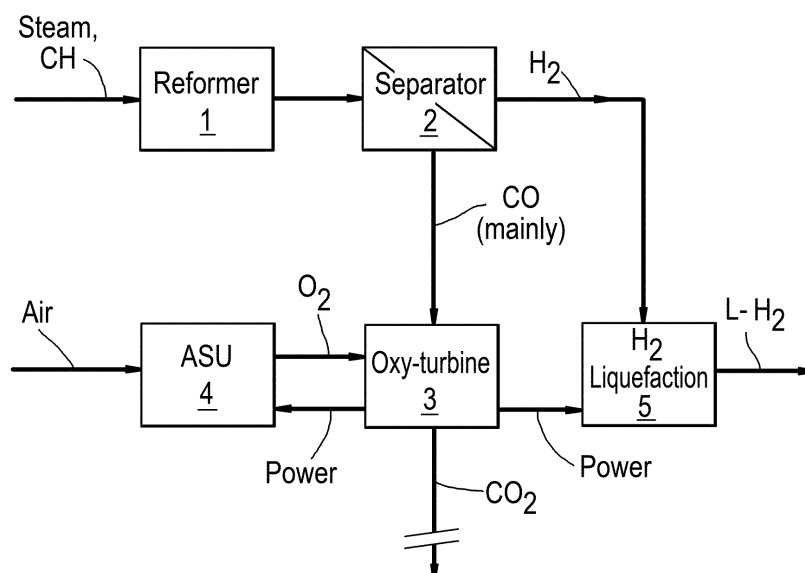 Steam,
CH
Reformer
1
Separator
2
H2
CO
(mainly)
Air
ASU
4
O2
Oxy-turbine
3
H2
Liquefaction
5
L- H2
Power
Power
CO2